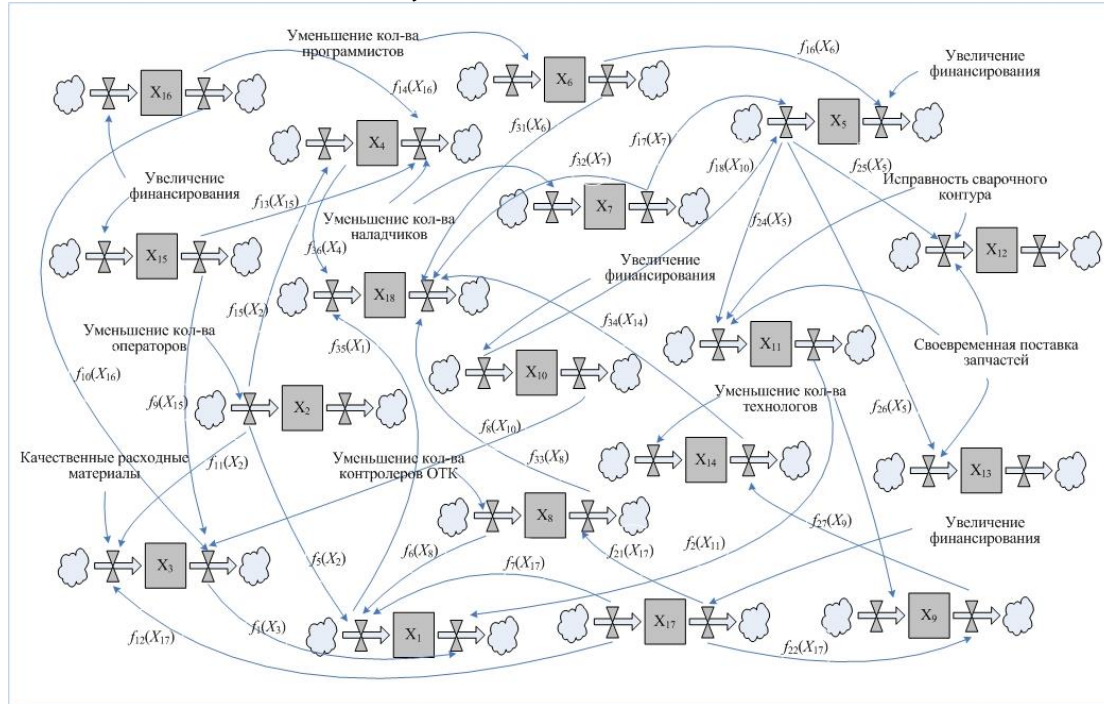 Уменьшение кол-ва
программистов
f₁₆(X₆)
Увеличение
финансирования
X₁₆
X₆
f₁₄(X₁₆)
X₅
f₃₁(X₆)
X₄
f₁₇(X₇)
f₃₂(X₇)
f₁₈(X₁₀)
f₂₅(X₅)
Увеличение
финансирования
f₁₃(X₁₅)
Исправность сварочного
контура
Уменьшение кол-ва
наладчиков
X₇
f₂₄(X₅)
f₃₆(X₄)
X₁₅
X₁₂
Увеличение
финансирования
X₁₈
f₁₅(X₂)
f₃₄(X₁₄)
Уменьшение кол-ва
операторов
f₃₅(X₁)
X₁₁
Своевременная поставка
запчастей
f₁₀(X₁₆)
X₁₀
f₉(X₁₅)
Уменьшение кол-ва
технологов
X₂
f₂₆(X₅)
f₈(X₁₀)
Качественные расходные
материалы
f₁₁(X₂)
Уменьшение кол-ва
контролеров ОТК
f₃₃(X₈)
X₁₄
X₁₃
X₈
f₂₇(X₉)
Увеличение
финансирования
f₆(X₈)
f₂₁(X₁₇)
f₂(X₁₁)
X₃
f₅(X₂)
f₇(X₁₇)
f₁₂(X₁₇)
f₁(X₃)
X₁
X₁₇
X₉
f₂₂(X₁₇)